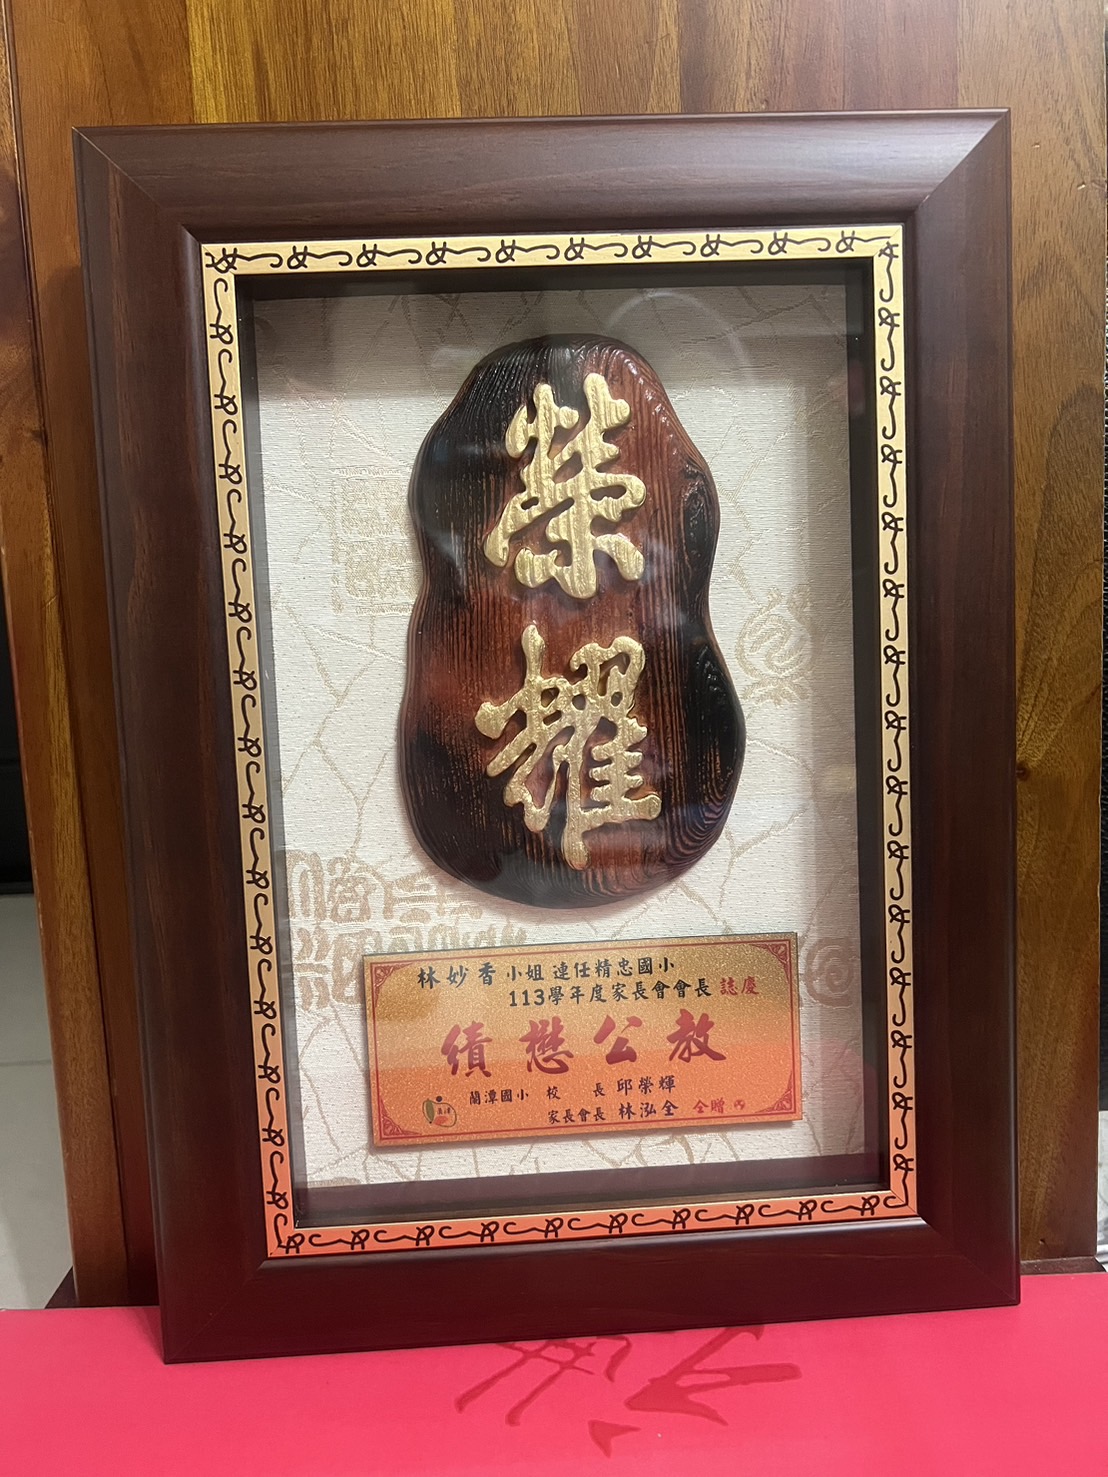 榮耀
林妙香小姐 連任精忠國小
113學年度家長會會長 誌慶
績懋公教
蘭潭國小 校 長 邱榮輝
家長會長 林泓全 仝贈